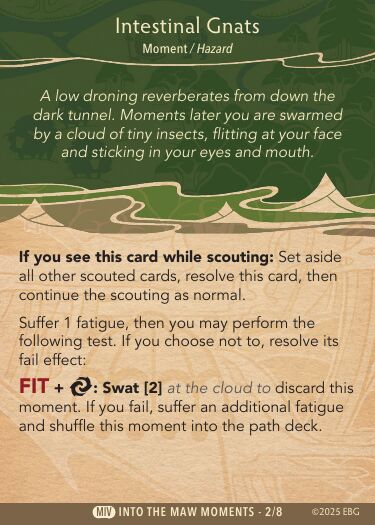 Intestinal Gnats
Moment / Hazard
A low droning reverberates from down the
dark tunnel. Moments later you are swarmed
by a cloud of tiny insects, flitting at your face
and sticking in your eyes and mouth.
If you see this card while scouting: Set aside
all other scouted cards, resolve this card, then
continue the scouting as normal.
Suffer 1 fatigue, then you may perform the
following test. If you choose not to, resolve its
fail effect:
FIT + : Swat [2] at the cloud to discard this
moment. If you fail, suffer an additional fatigue
and shuffle this moment into the path deck.
MIV INTO THE MAW MOMENTS - 2/8 ©2025 EBG